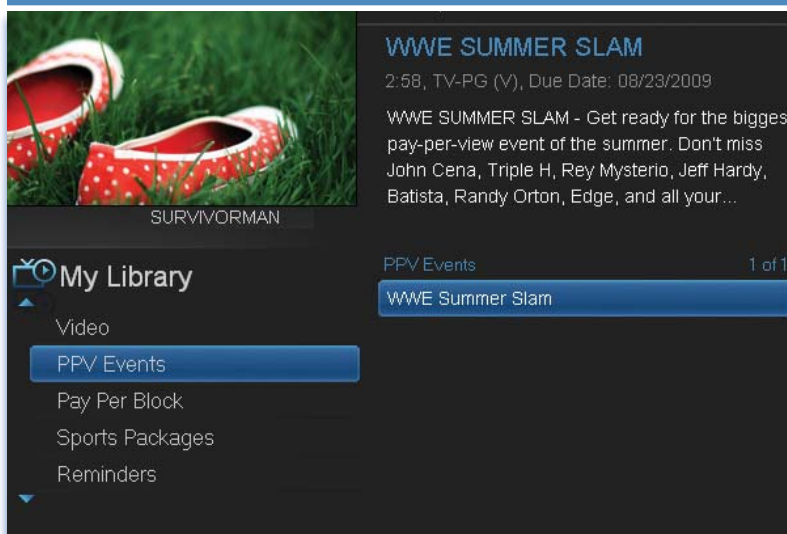 SURVIVORMAN
My Library
Video
PPV Events
Pay Per Block
Sports Packages
Reminders
WWE SUMMER SLAM
2:58, TV-PG (V), Due Date: 08/23/2009
WWE SUMMER SLAM - Get ready for the bigges
pay-per-view event of the summer. Don't miss
John Cena, Triple H, Rey Mysterio, Jeff Hardy,
Batista, Randy Orton, Edge, and all your...
PPV Events 1 of 1
WWE Summer Slam